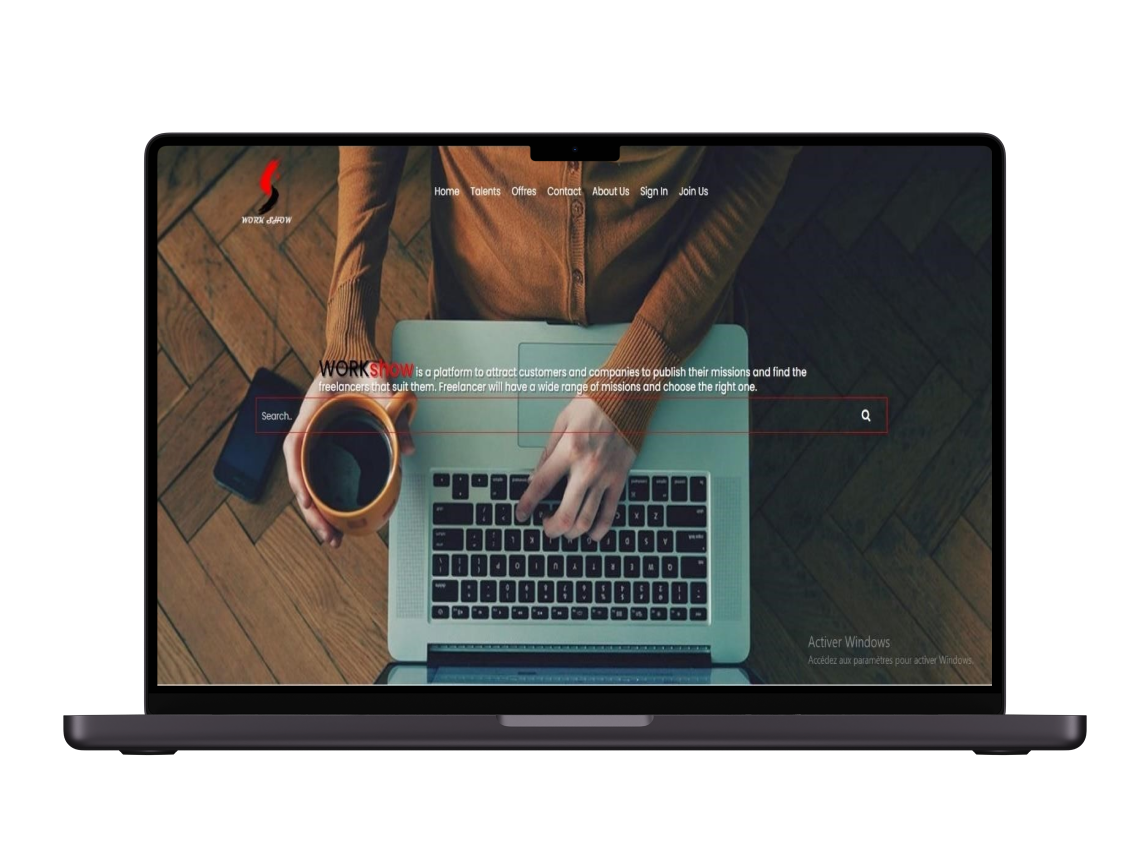 WORK SHOW
Home Talents Offres Contact About Us Sign In Join Us
WORKshow is a platform to attract customers and companies to publish their missions and find the
freelancers that suit them. Freelancer will have a wide range of missions and choose the right one.
Search..
Activer Windows
Accédez aux paramètres pour activer Windows.